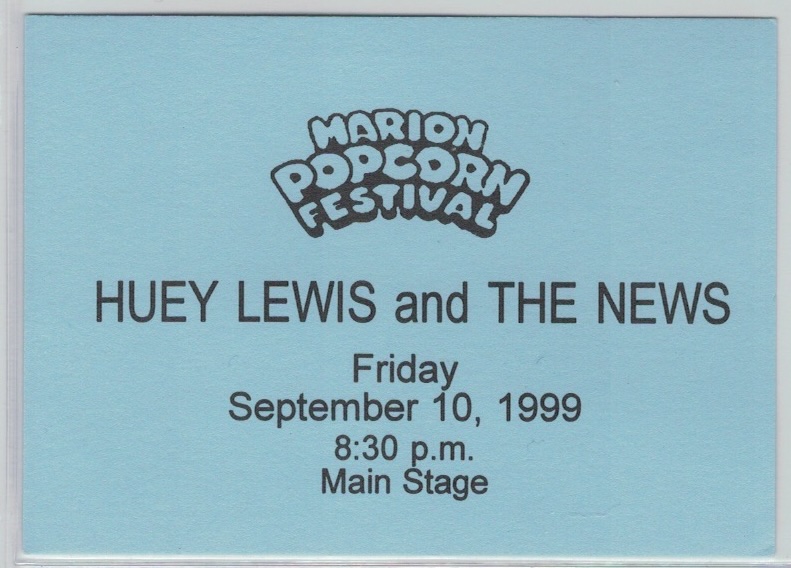 MARION
POPCORN
FESTIVAL
HUEY LEWIS and THE NEWS
Friday
September 10, 1999
8:30 p.m.
Main Stage